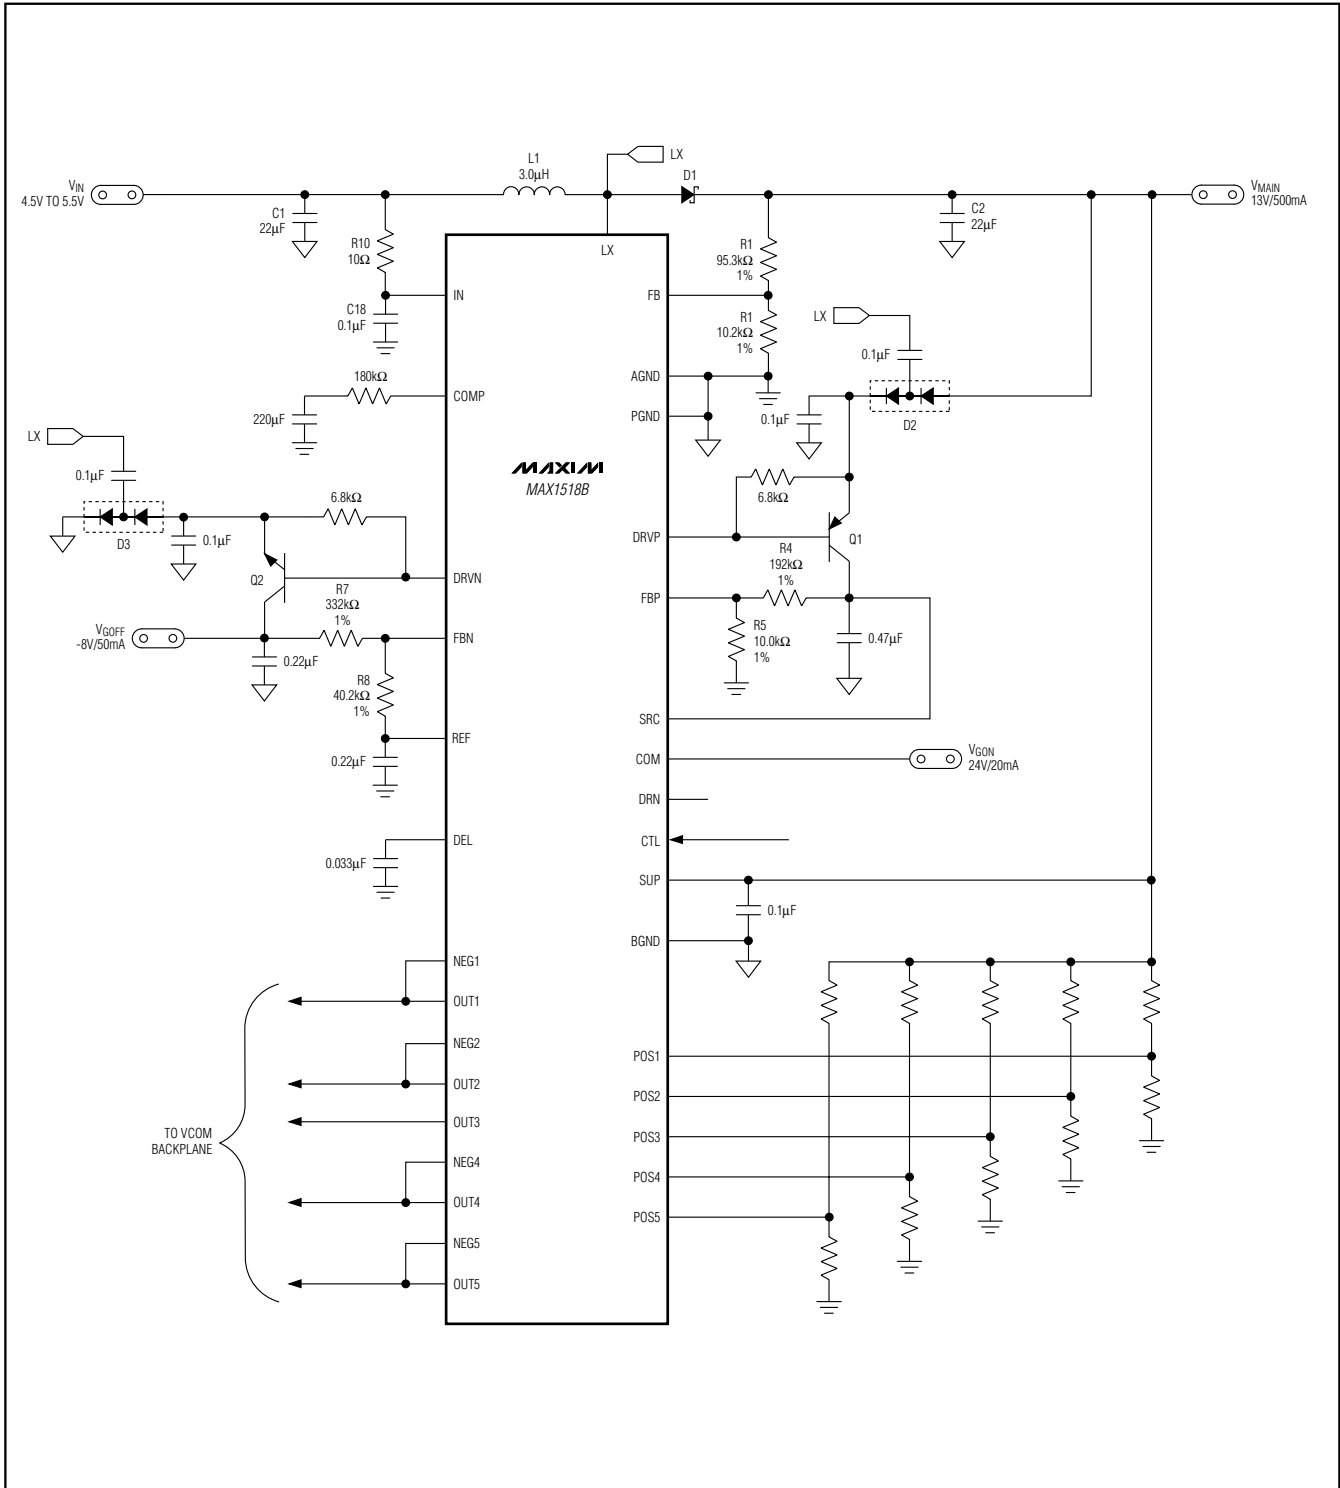 L1
3.0μH
LX
D1
VIN
4.5V TO 5.5V
VMAIN
13V/500mA
C1
22μF
R10
10Ω
C2
22μF
LX
R1
95.3kΩ
1%
IN
FB
C18
0.1μF
R1
10.2kΩ
1%
LX
0.1μF
180kΩ
COMP
AGND
220μF
PGND
0.1μF
D2
LX
0.1μF
MAXIM
MAX1518B
6.8kΩ
6.8kΩ
D3
0.1μF
DRVP
Q1
Q2
DRVN
R4
192kΩ
1%
R7
332kΩ
1%
FBP
VGOFF
-8V/50mA
FBN
R5
10.0kΩ
1%
0.47μF
0.22μF
R8
40.2kΩ
1%
SRC
REF
0.22μF
COM
VGON
24V/20mA
DRN
DEL
CTL
0.033μF
SUP
0.1μF
BGND
NEG1
OUT1
NEG2
POS1
OUT2
POS2
OUT3
TO VCOM
BACKPLANE
POS3
NEG4
POS4
OUT4
POS5
NEG5
OUT5